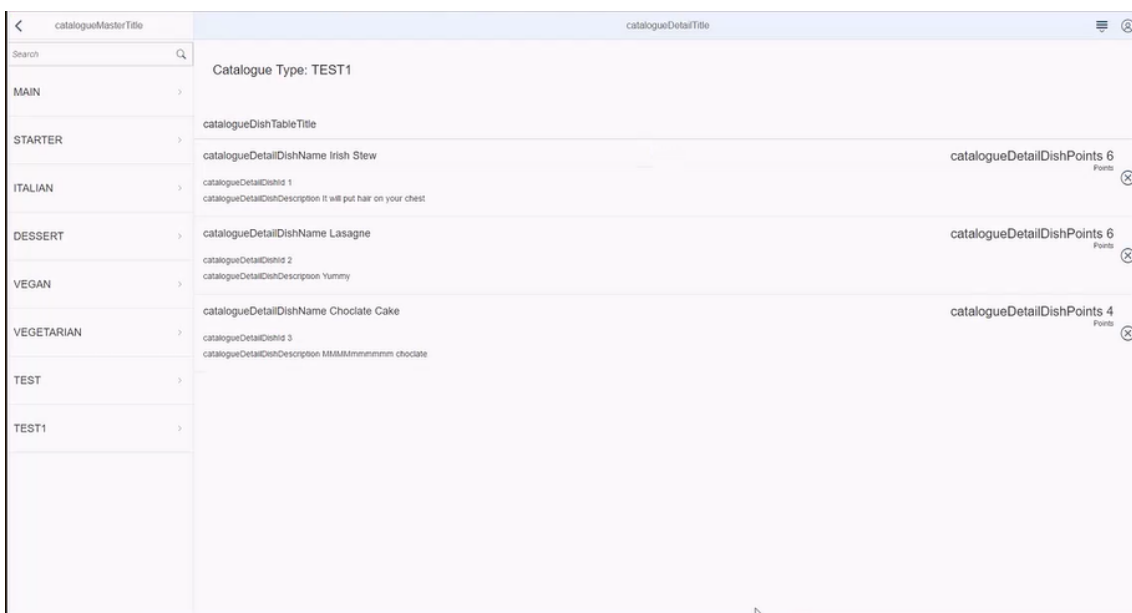 catalogueMasterTitle
catalogueDetailTitle
Search
MAIN
STARTER
ITALIAN
DESSERT
VEGAN
VEGETARIAN
TEST
TEST1
Catalogue Type: TEST1
catalogueDishTableTitle
catalogueDetailDishName Irish Stew
catalogueDetailDishPoints 6
Points
catalogueDetailDishId 1
catalogueDetailDishDescription It will put hair on your chest
catalogueDetailDishName Lasagne
catalogueDetailDishPoints 6
Points
catalogueDetailDishId 2
catalogueDetailDishDescription Yummy
catalogueDetailDishName Choclate Cake
catalogueDetailDishPoints 4
Points
catalogueDetailDishId 3
catalogueDetailDishDescription MMMMmmmmmm choclate